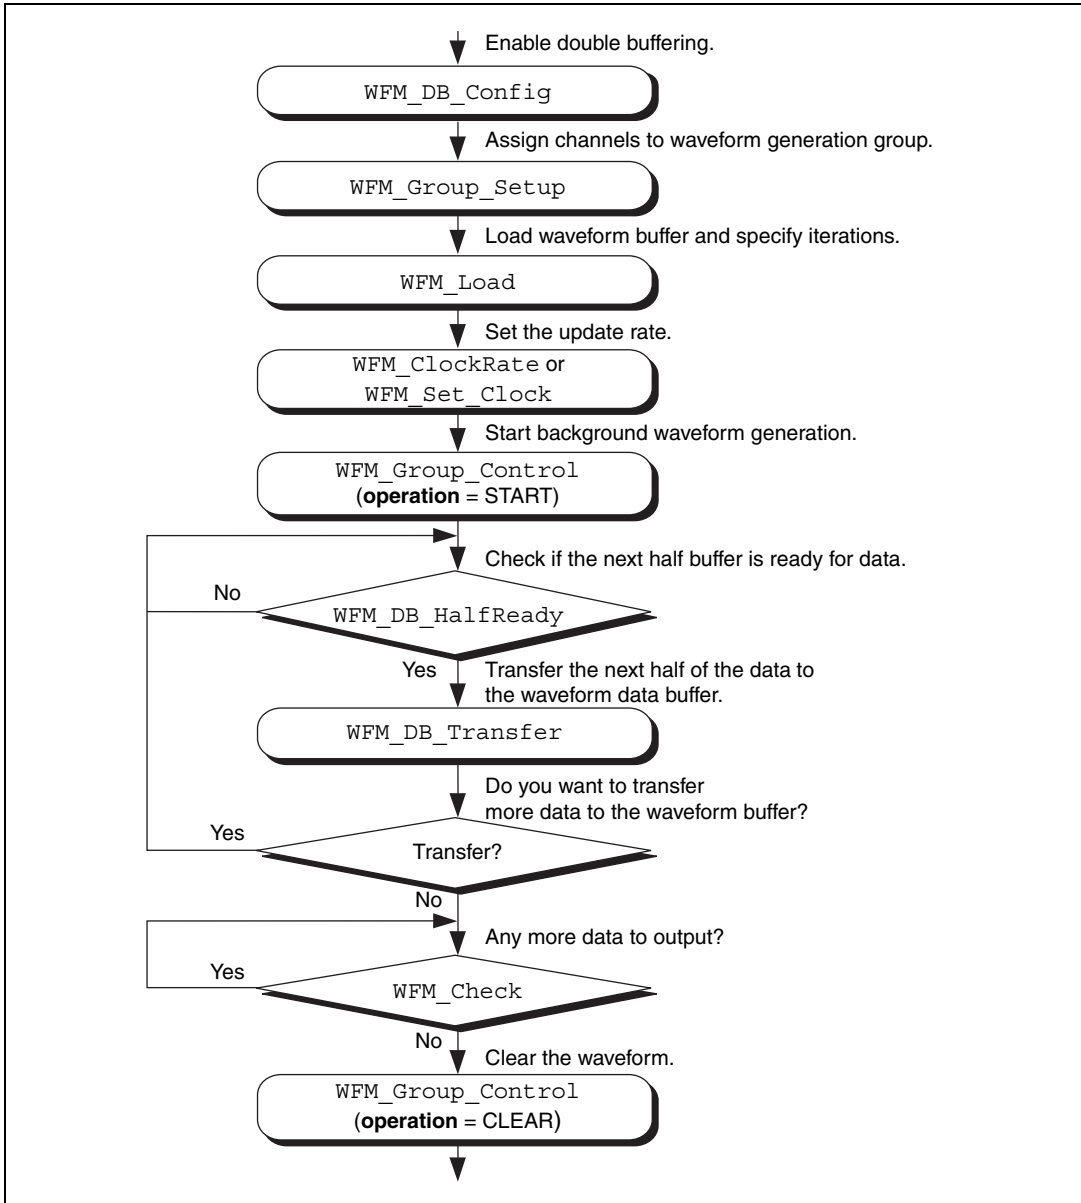 Enable double buffering.
WFM_DB_Config
Assign channels to waveform generation group.
WFM_Group_Setup
Load waveform buffer and specify iterations.
WFM_Load
Set the update rate.
WFM_ClockRate or
WFM_Set_Clock
Start background waveform generation.
WFM_Group_Control
(operation = START)
Check if the next half buffer is ready for data.
No
WFM_DB_HalfReady
Yes
Transfer the next half of the data to
the waveform data buffer.
WFM_DB_Transfer
Do you want to transfer
more data to the waveform buffer?
Yes
Transfer?
No
Any more data to output?
Yes
WFM_Check
No
Clear the waveform.
WFM_Group_Control
(operation = CLEAR)